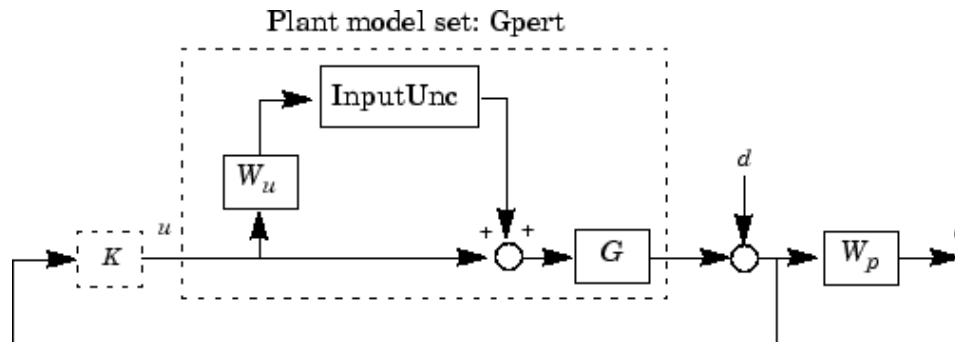 Plant model set: Gpert
InputUnc
W_u
d
u
+ +
K
G
W_p